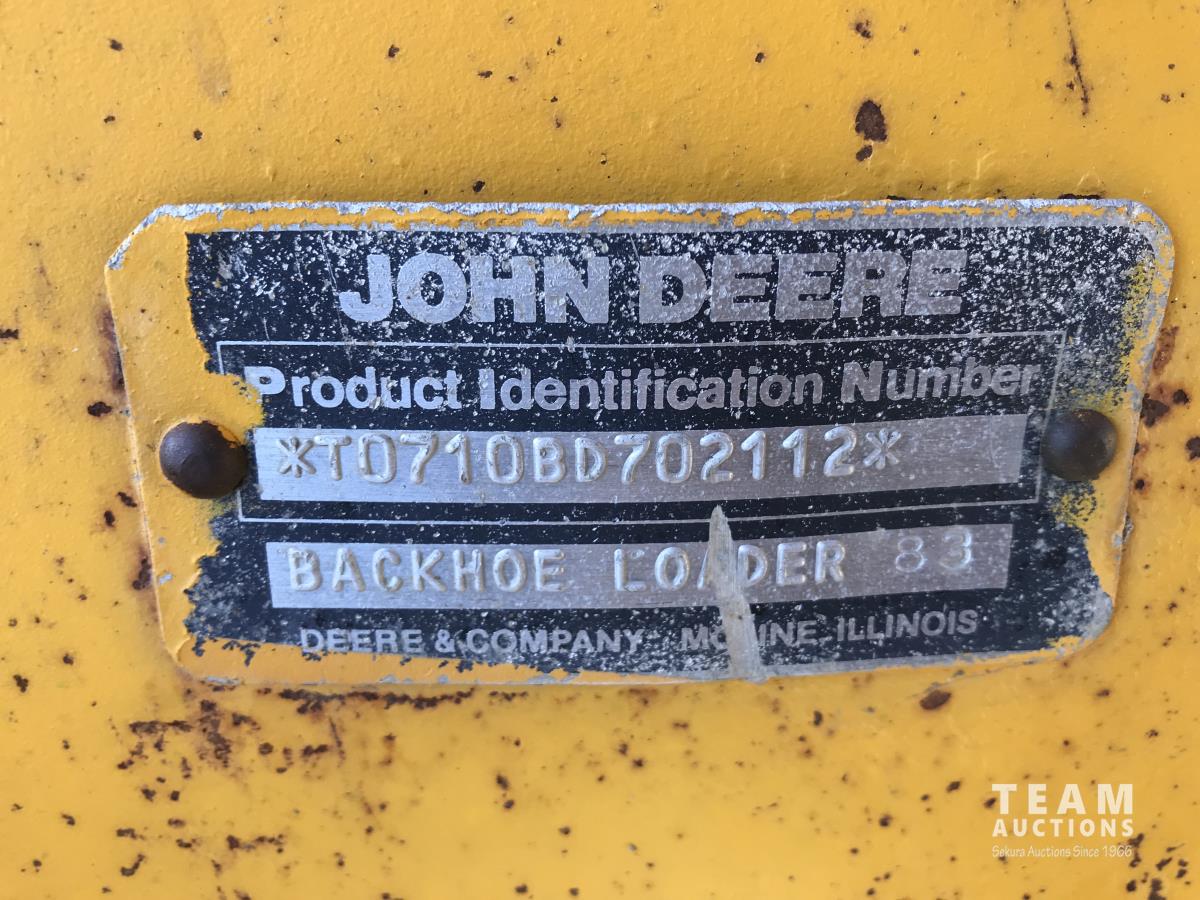 JOHN DEERE
Product Identification Number
*T0710BD702112*
BACKHOE LOADER 83
DEERE & COMPANY MOLINE, ILLINOIS
TEAM
AUCTIONS
Sekura Auctions Since 1966